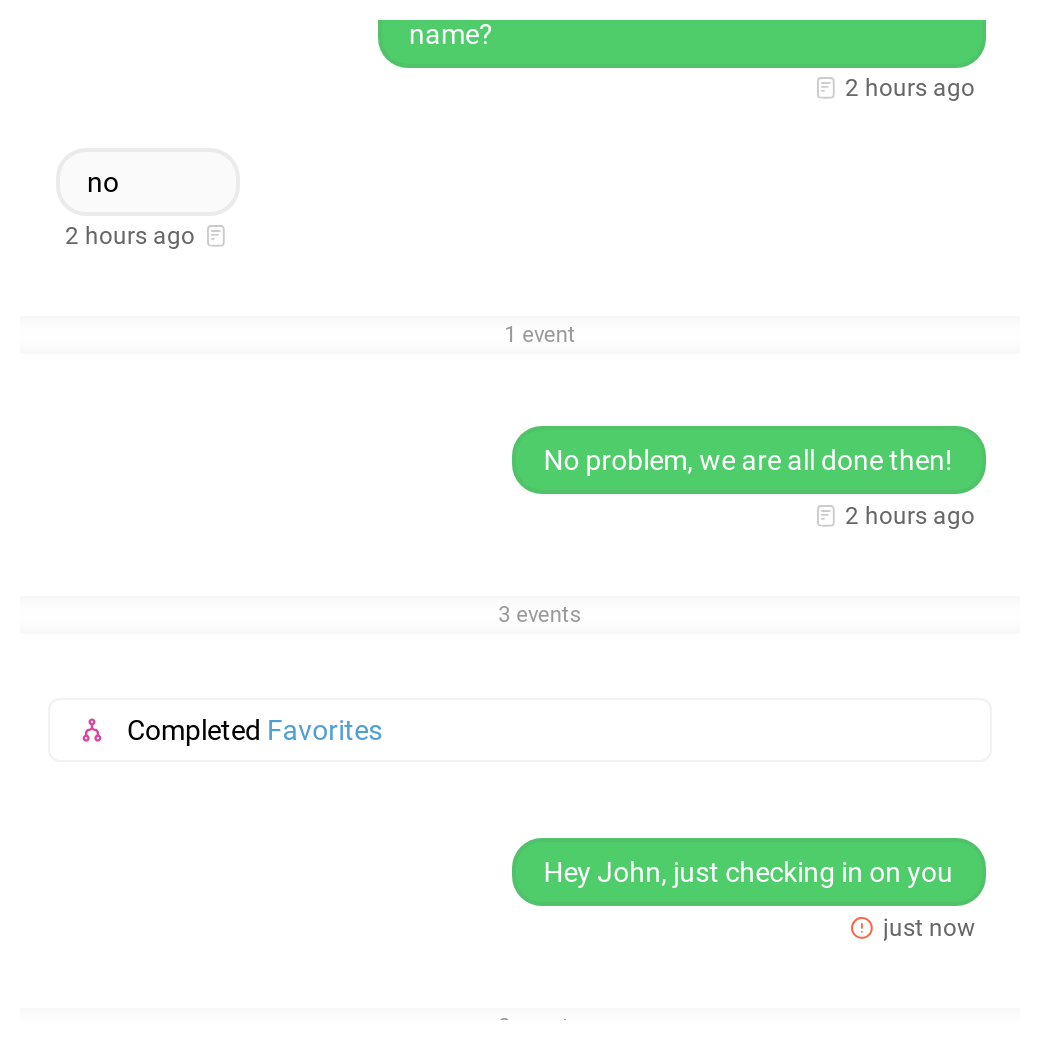 name?
2 hours ago
no
2 hours ago
1 event
No problem, we are all done then!
2 hours ago
3 events
Completed Favorites
Hey John, just checking in on you
just now